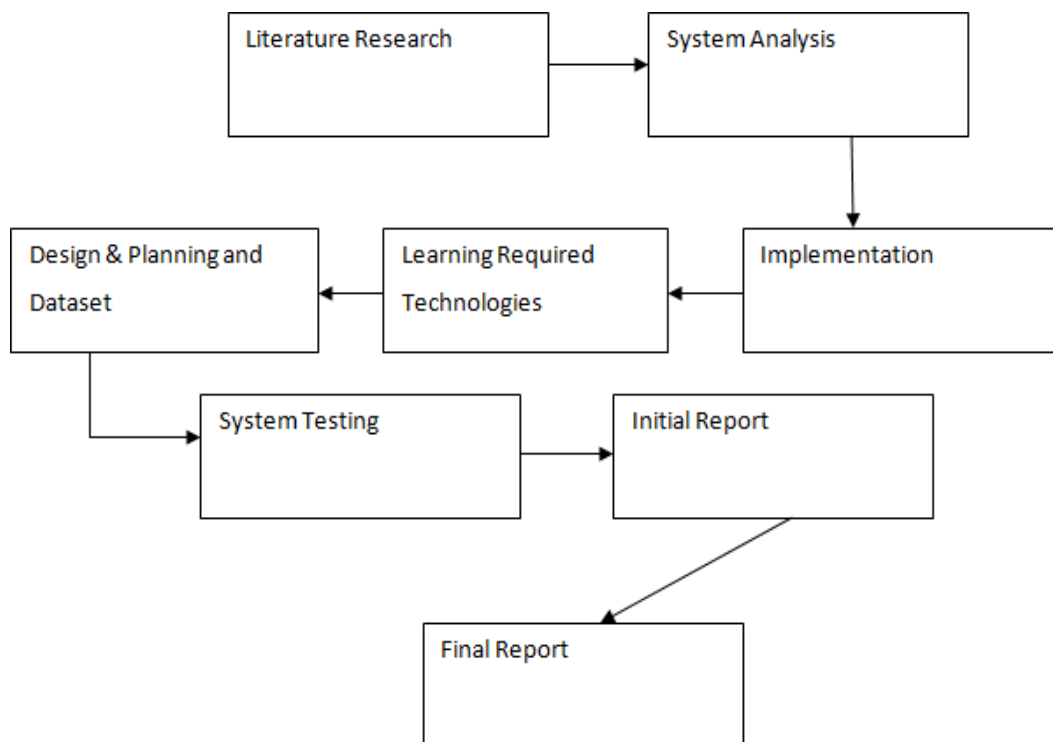 Literature Research
System Analysis
Design & Planning and
Dataset
Learning Required
Technologies
Implementation
System Testing
Initial Report
Final Report